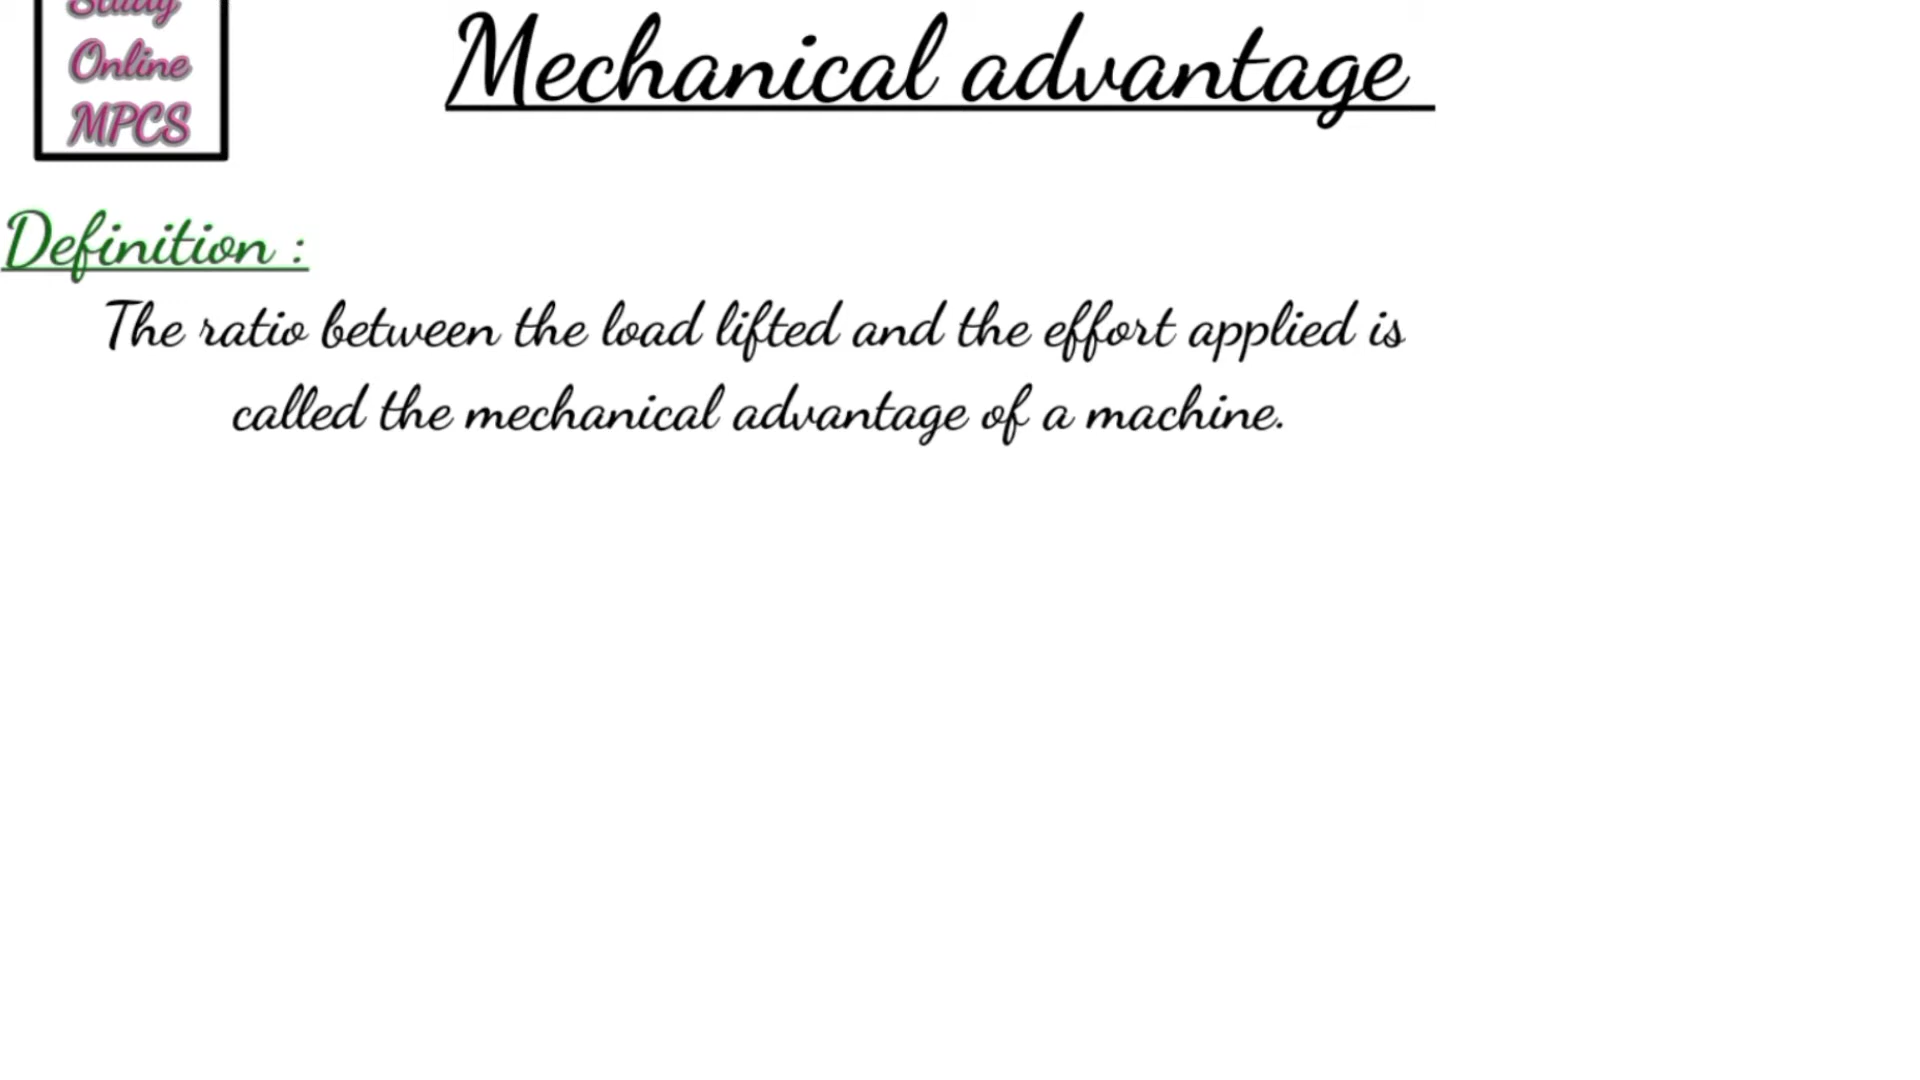 Study
Online
MPCS
Mechanical advantage
Definition :
The ratio between the load lifted and the effort applied is
called the mechanical advantage of a machine.